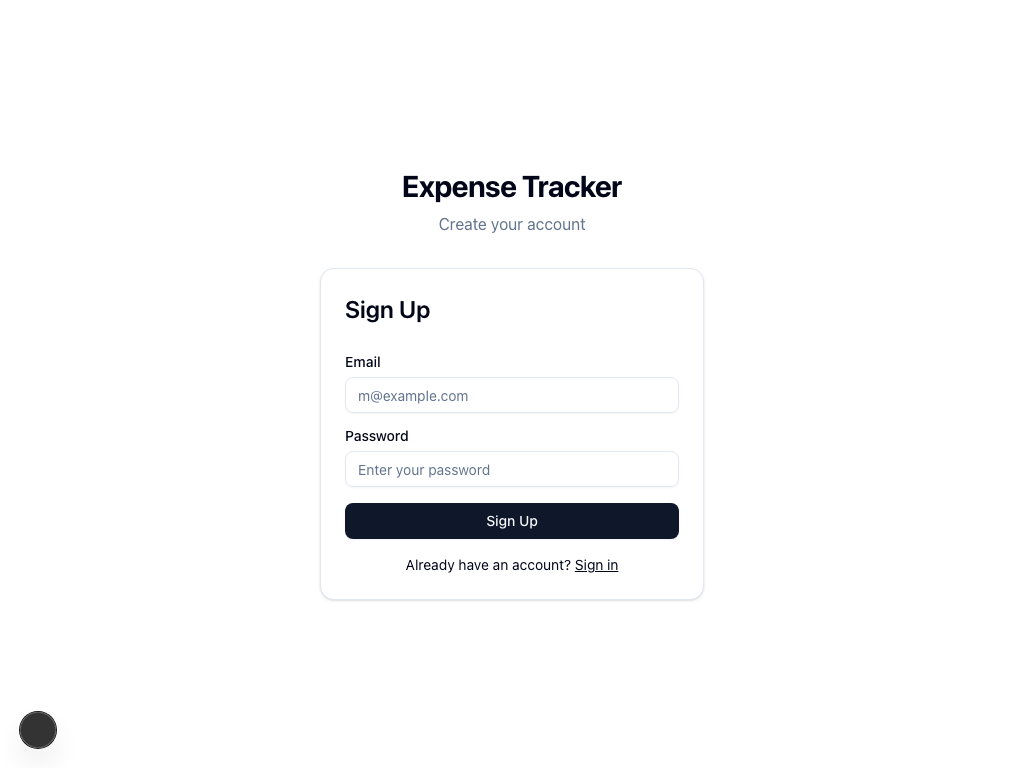 Expense Tracker
Create your account
Sign Up
Email
m@example.com
Password
Enter your password
Sign Up
Already have an account? Sign in